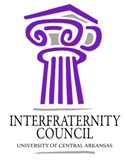 INTERFRATERNITY
COUNCIL
UNIVERSITY OF CENTRAL ARKANSAS